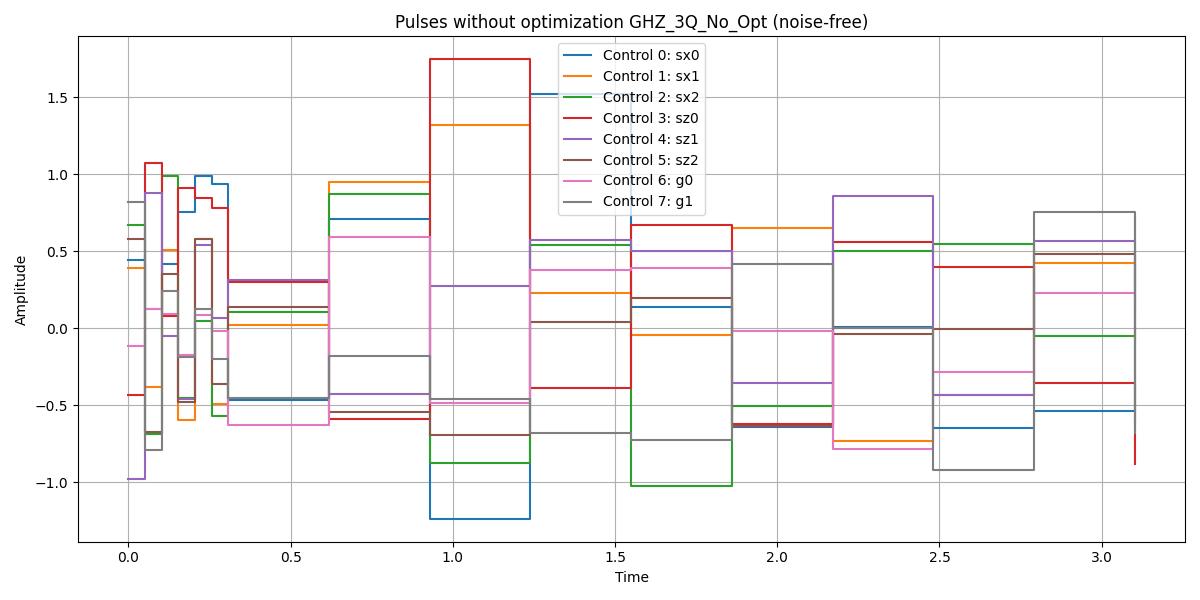 Pulses without optimization GHZ_3Q_No_Opt (noise-free)
Control 0: sx0
Control 1: sx1
Control 2: sx2
Control 3: sz0
Control 4: sz1
Control 5: sz2
Control 6: g0
Control 7: g1
1.5
1.0
0.5
0.0
−0.5
−1.0
Amplitude
0.0 0.5 1.0 1.5 2.0 2.5 3.0
Time